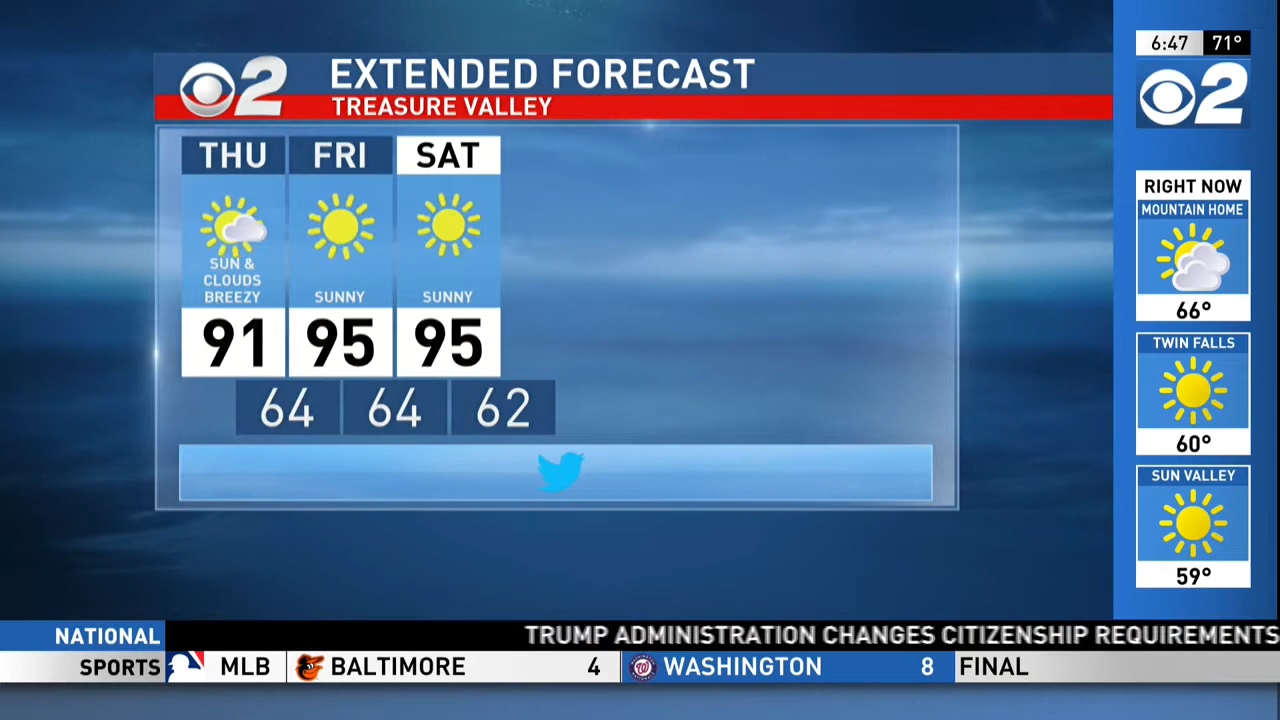 2 EXTENDED FORECAST
TREASURE VALLEY
THU FRI SAT
SUN &
CLOUDS
BREEZY SUNNY SUNNY
91 95 95
64 64 62
6:47 71°
2
RIGHT NOW
MOUNTAIN HOME
66°
TWIN FALLS
60°
SUN VALLEY
59°
NATIONAL TRUMP ADMINISTRATION CHANGES CITIZENSHIP REQUIREMENTS
SPORTS MLB BALTIMORE 4 W WASHINGTON 8 FINAL